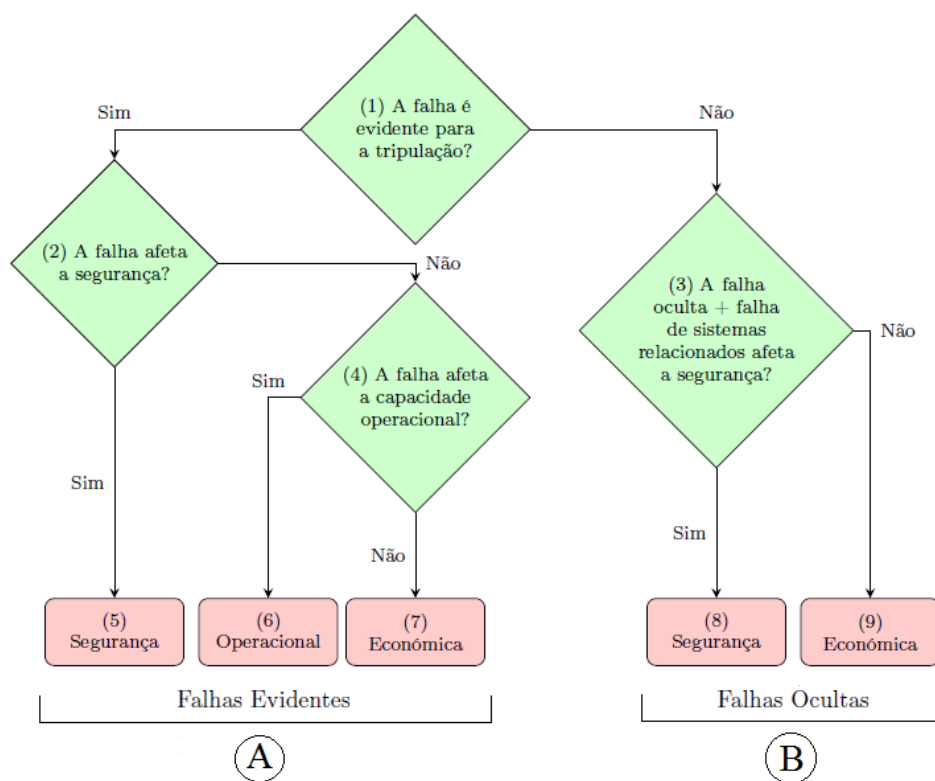 (1) A falha é
evidente para
a tripulação?
Sim
Não
(2) A falha afeta
a segurança?
Não
(3) A falha
oculta + falha
de sistemas
relacionados afeta
a segurança?
Não
Sim
(4) A falha afeta
a capacidade
operacional?
Sim
Não
Sim
(5)
Segurança
(6)
Operacional
(7)
Económica
(8)
Segurança
(9)
Económica
Falhas Evidentes
Falhas Ocultas
A
B